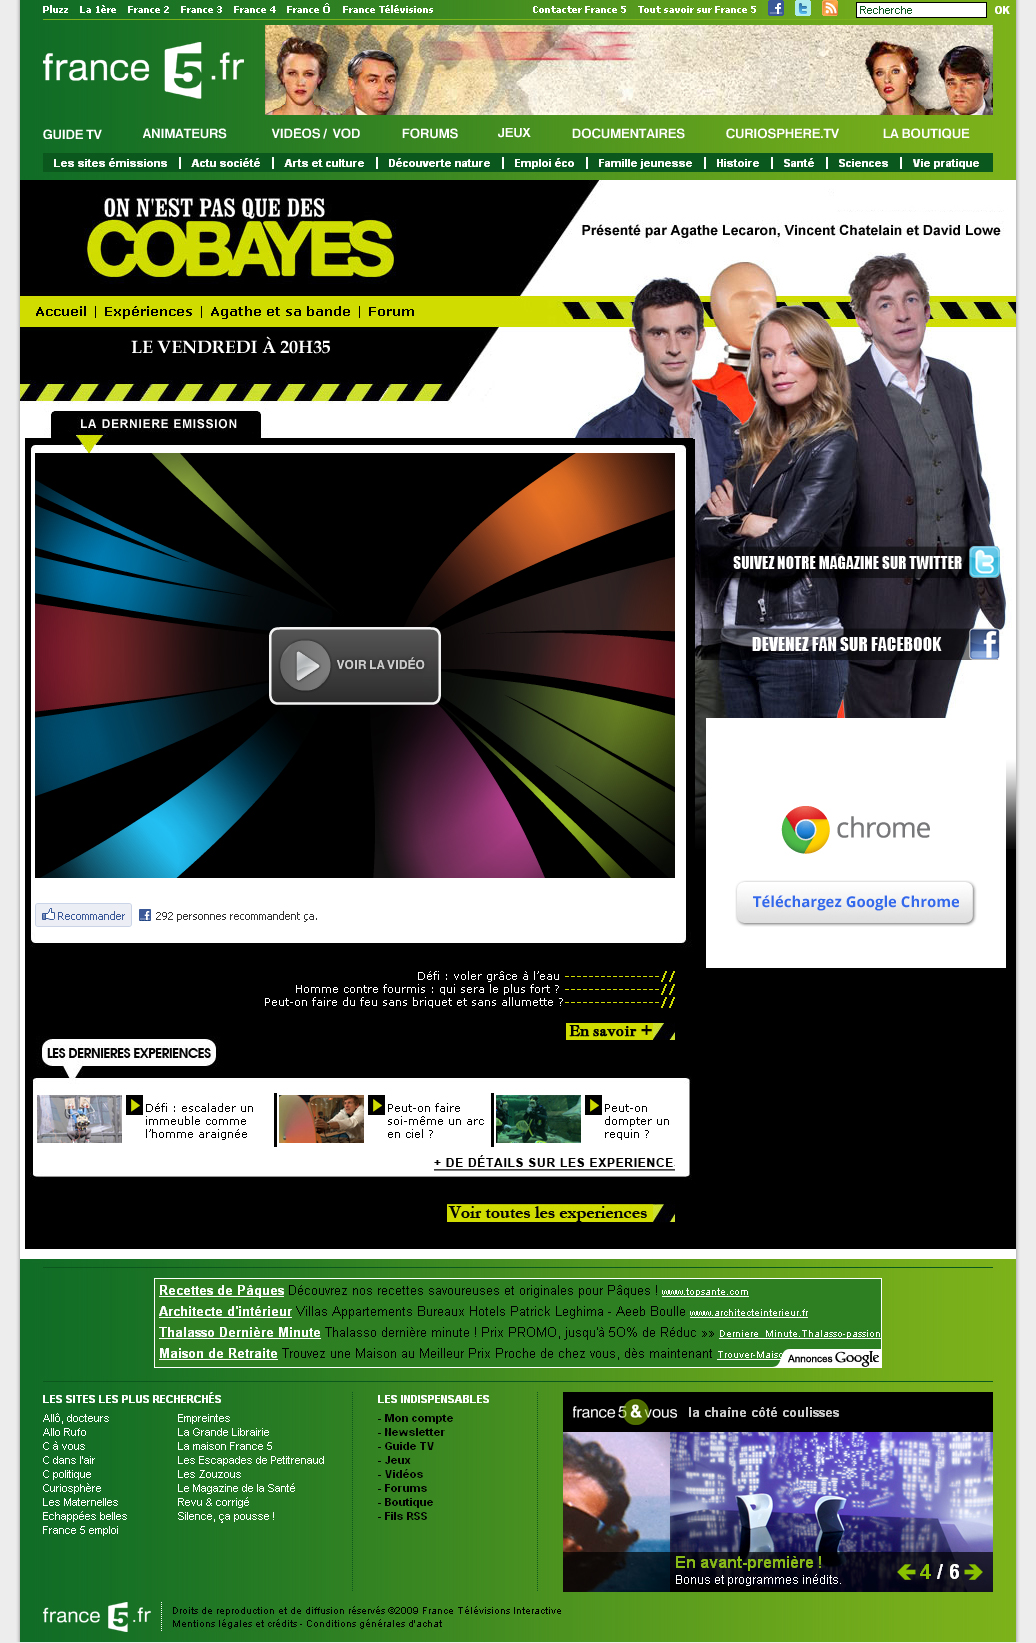 Pluzz La 1ère France 2 France 3 France 4 France Ô France Télévisions Contacter France 5 Tout savoir sur France 5 Recherche OK
france 5.fr
GUIDE TV ANIMATEURS VIDEOS / VOD FORUMS JEUX DOCUMENTAIRES CURIOSPHERE.TV LA BOUTIQUE
Les sites émissions | Actu société | Arts et culture | Découverte nature | Emploi éco | Famille jeunesse | Histoire | Santé | Sciences | Vie pratique
ON N'EST PAS QUE DES
COBAYES
Présenté par Agathe Lecaron, Vincent Chatelain et David Lowe
Accueil | Expériences | Agathe et sa bande | Forum
LE VENDREDI À 20H35
LA DERNIERE EMISSION
SUIVEZ NOTRE MAGAZINE SUR TWITTER
DEVENEZ FAN SUR FACEBOOK
VOIR LA VIDÉO
chrome
Téléchargez Google Chrome
Recommander 292 personnes recommandent ça.
Défi : voler grâce à l'eau ----------------//
Homme contre fourmis : qui sera le plus fort ? ----------------//
Peut-on faire du feu sans briquet et sans allumette ?----------------//
En savoir +
LES DERNIERES EXPERIENCES
Défi : escalader un
immeuble comme
l'homme araignée
Peut-on faire
soi-même un arc
en ciel ?
Peut-on
dompter un
requin ?
+ DE DÉTAILS SUR LES EXPERIENCE
Voir toutes les experiences
Recettes de Pâques Découvrez nos recettes savoureuses et originales pour Pâques ! www.topsante.com
Architecte d'intérieur Villas Appartements Bureaux Hotels Patrick Leghima - Aeeb Boulle www.architecteinterieur.fr
Thalasso Dernière Minute Thalasso dernière minute ! Prix PROMO, jusqu'à 50% de Réduc »» Derniere_Minute.Thalasso-passion
Maison de Retraite Trouvez une Maison au Meilleur Prix Proche de chez vous, dès maintenant Trouver-Maisc
Annonces Google
LES SITES LES PLUS RECHERCHÉS
Allô, docteurs
Allo Rufo
C à vous
C dans l'air
C politique
Curiosphère
Les Maternelles
Echappées belles
France 5 emploi
Empreintes
La Grande Librairie
La maison France 5
Les Escapades de Petitrenaud
Les Zouzous
Le Magazine de la Santé
Revu & corrigé
Silence, ça pousse !
LES INDISPENSABLES
- Mon compte
- Newsletter
- Guide TV
- Jeux
- Vidéos
- Forums
- Boutique
- Fils RSS
france 5 & vous la chaîne côté coulisses
En avant-première !
Bonus et programmes inédits.
4 / 6
france 5.fr
Droits de reproduction et de diffusion réservés ©2009 France Télévisions Interactive
Mentions légales et crédits - Conditions générales d'achat